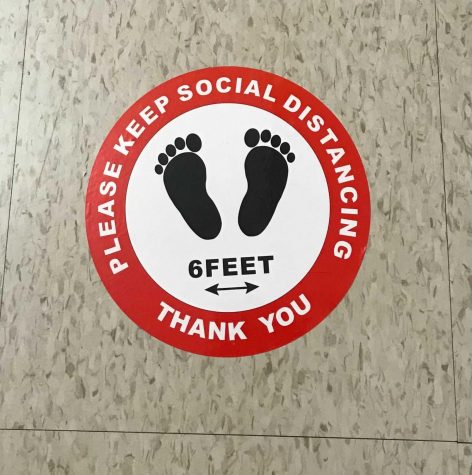 PLEASE KEEP SOCIAL DISTANCING
6FEET
THANK YOU